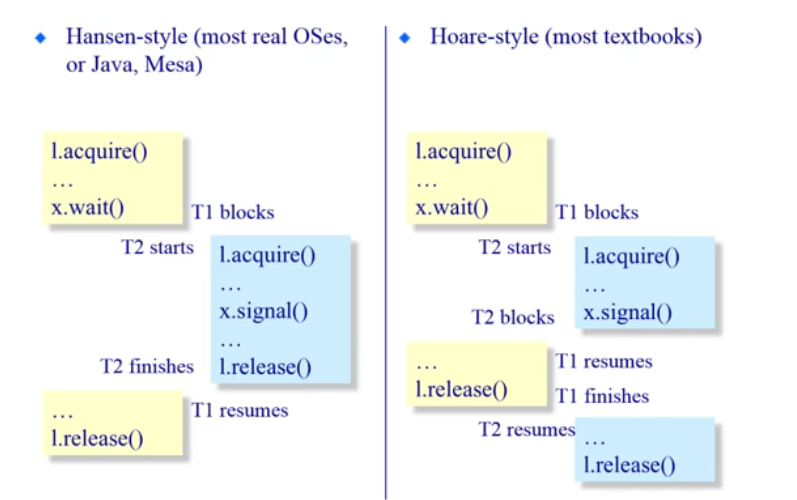 Hansen-style (most real OSes,
or Java, Mesa)
l.acquire()
…
x.wait()
T1 blocks
T2 starts
l.acquire()
…
x.signal()
…
l.release()
T2 finishes
…
l.release()
T1 resumes
Hoare-style (most textbooks)
l.acquire()
…
x.wait()
T1 blocks
T2 starts
l.acquire()
…
x.signal()
T2 blocks
…
l.release()
T1 resumes
T1 finishes
T2 resumes
…
l.release()